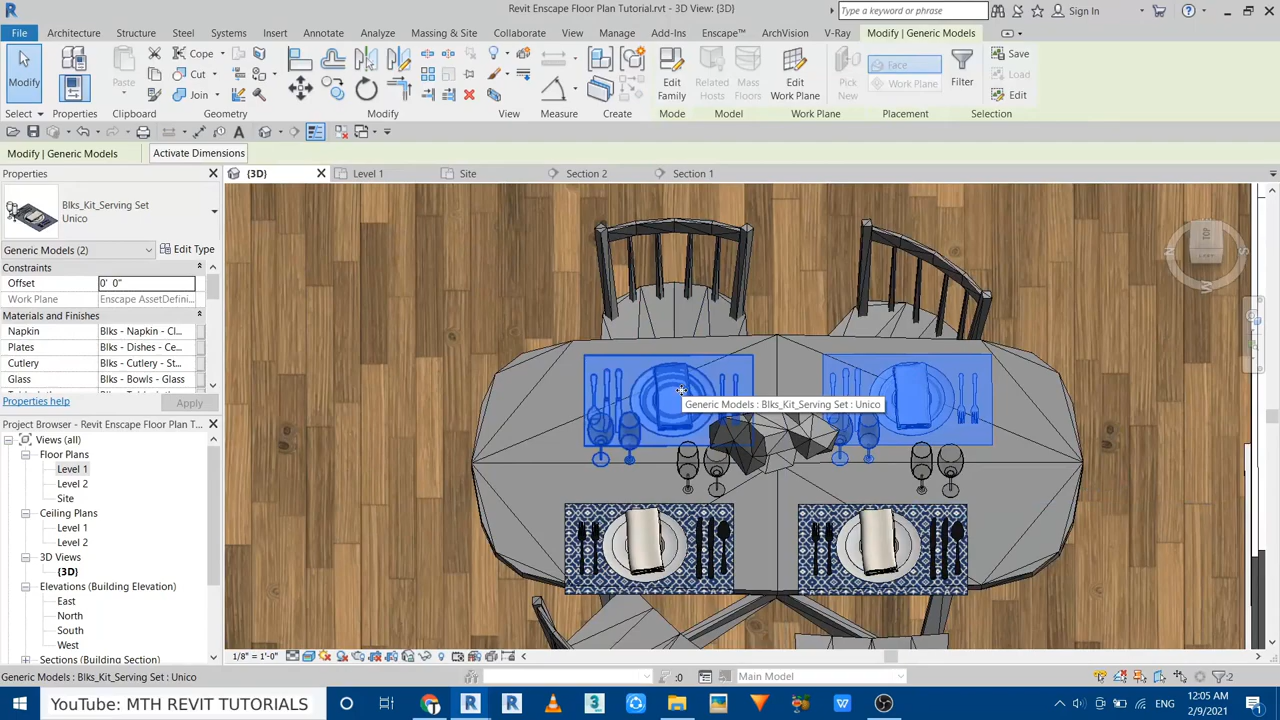 Revit Enscape Floor Plan Tutorial.rvt - 3D View: {3D}
Type a keyword or phrase
Sign In
File Architecture Structure Steel Systems Insert Annotate Analyze Massing & Site Collaborate View Manage Add-Ins Enscape™ ArchVision V-Ray Modify | Generic Models
Modify
Paste
Cope
Cut
Join
Edit Family
Related Hosts
Mass Floors
Edit Work Plane
Pick New
Face
Work Plane
Filter
Save
Load
Edit
Select Properties Clipboard Geometry Modify View Measure Create Mode Model Work Plane Placement Selection
Modify | Generic Models
Activate Dimensions
Properties
{3D}
Level 1
Site
Section 2
Section 1
Blks_Kit_Serving Set
Unico
Generic Models (2)
Edit Type
Constraints
Offset 0' 0"
Work Plane Enscape AssetDefini...
Materials and Finishes
Napkin Blks - Napkin - Cl...
Plates Blks - Dishes - Ce...
Cutlery Blks - Cutlery - St...
Glass Blks - Bowls - Glass
Properties help
Apply
Project Browser - Revit Enscape Floor Plan T...
Views (all)
Floor Plans
Level 1
Level 2
Site
Ceiling Plans
Level 1
Level 2
3D Views
{3D}
Elevations (Building Elevation)
East
North
South
West
Sections (Building Section)
TOP
N
S
W
Generic Models : Blks_Kit_Serving Set : Unico
1/8" = 1'-0"
Generic Models : Blks_Kit_Serving Set : Unico
:0
Main Model
:2
YouTube: MTH REVIT TUTORIALS
12:05 AM
2/9/2021